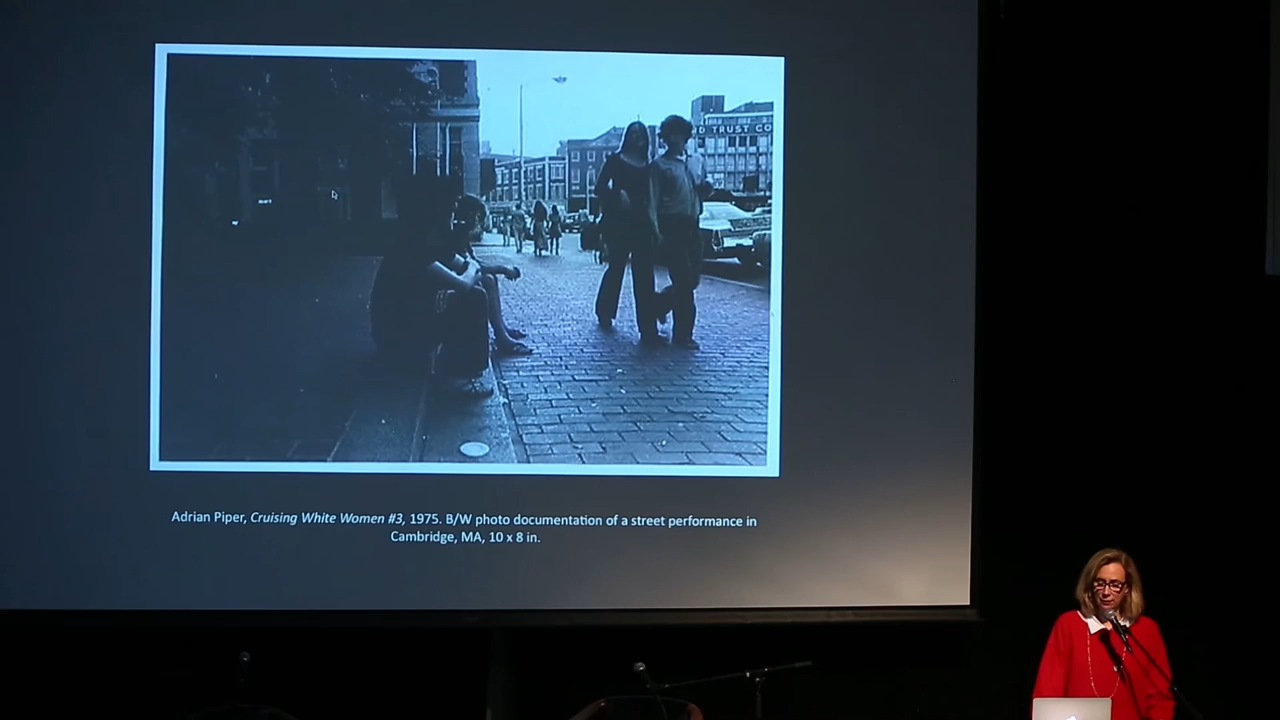 D TRUST CO
Adrian Piper, Cruising White Women #3, 1975. B/W photo documentation of a street performance in
Cambridge, MA, 10 x 8 in.